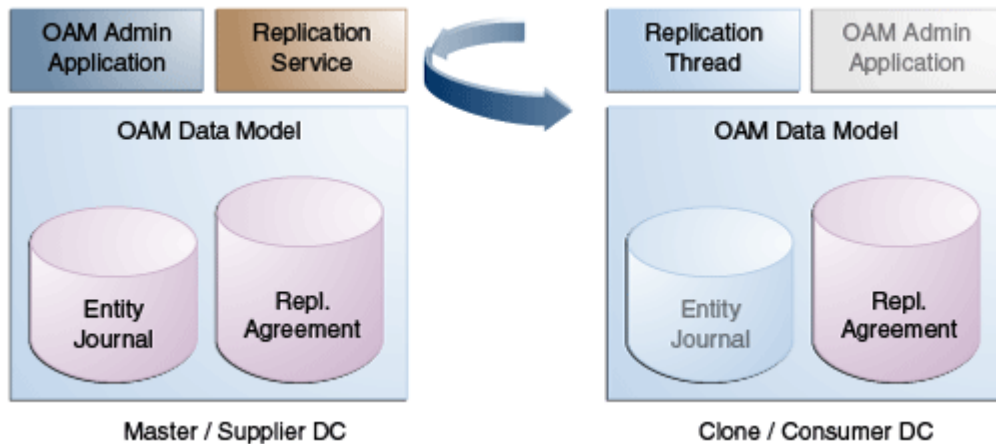 OAM Admin
Application
Replication
Service
Replication
Thread
OAM Admin
Application
OAM Data Model
Entity
Journal
Repl.
Agreement
OAM Data Model
Entity
Journal
Repl.
Agreement
Master / Supplier DC
Clone / Consumer DC